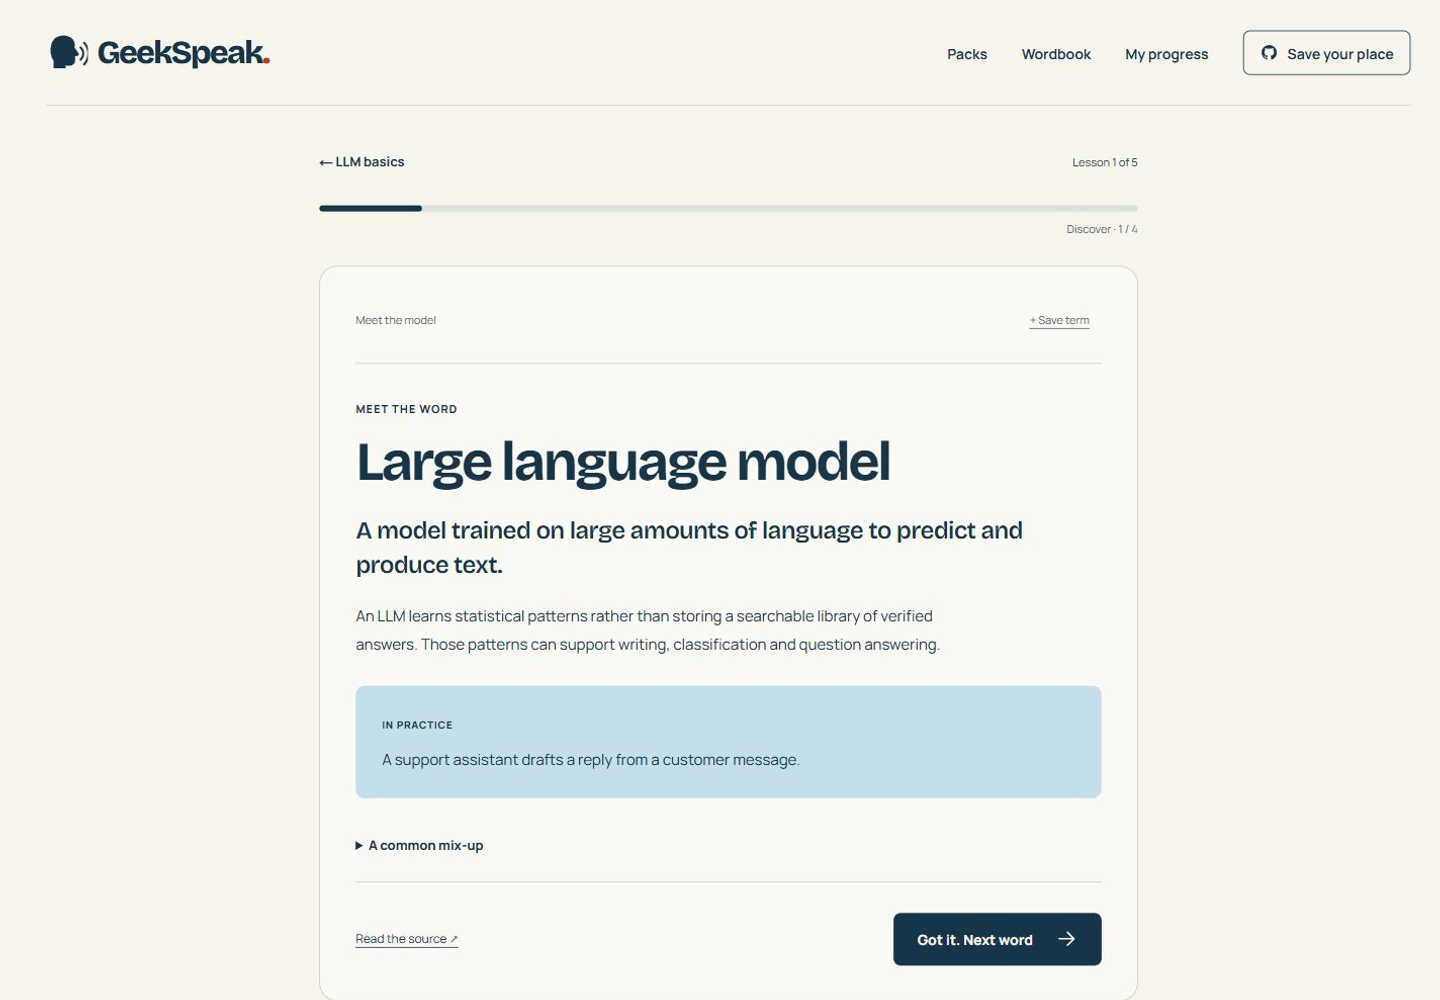 GeekSpeak.
Packs
Wordbook
My progress
Save your place
← LLM basics
Lesson 1 of 5
Discover · 1 / 4
Meet the model
+ Save term
MEET THE WORD
Large language model
A model trained on large amounts of language to predict and
produce text.
An LLM learns statistical patterns rather than storing a searchable library of verified
answers. Those patterns can support writing, classification and question answering.
IN PRACTICE
A support assistant drafts a reply from a customer message.
▶ A common mix-up
Read the source ↗
Got it. Next word →